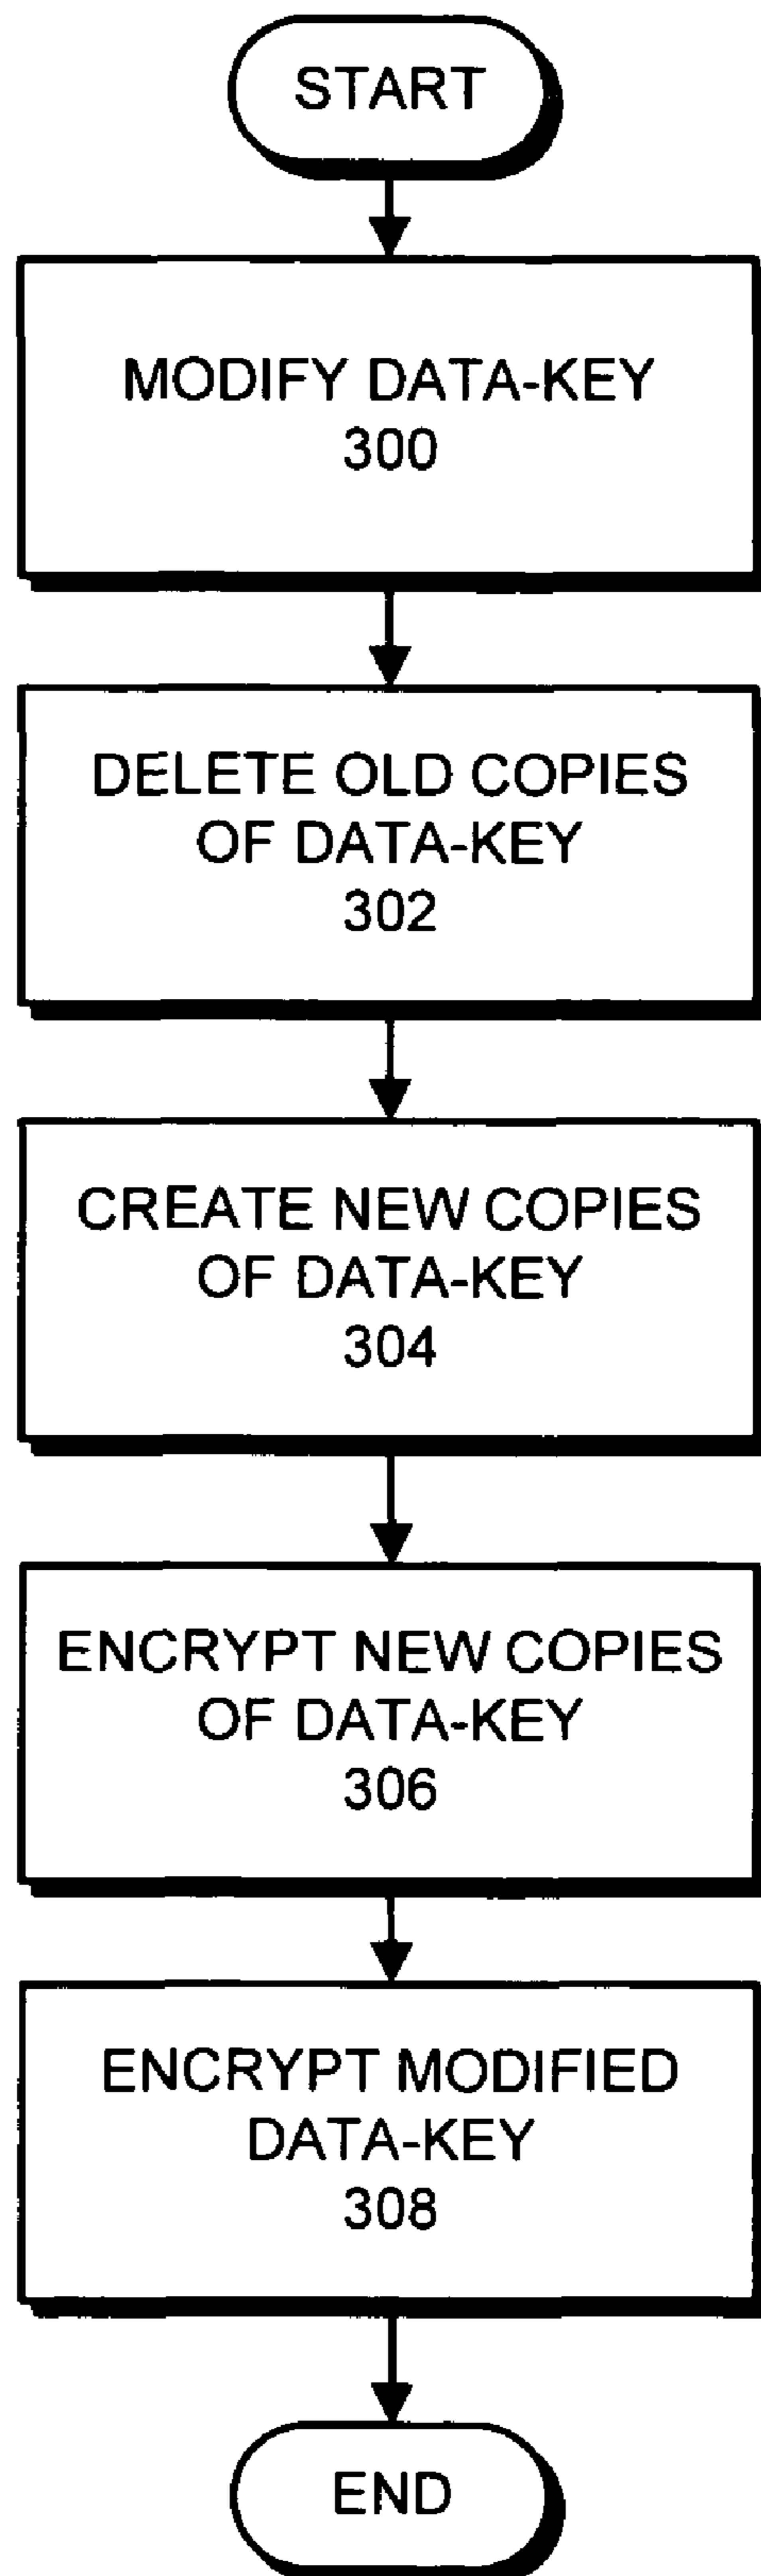 START
MODIFY DATA-KEY
300
DELETE OLD COPIES
OF DATA-KEY
302
CREATE NEW COPIES
OF DATA-KEY
304
ENCRYPT NEW COPIES
OF DATA-KEY
306
ENCRYPT MODIFIED
DATA-KEY
308
END